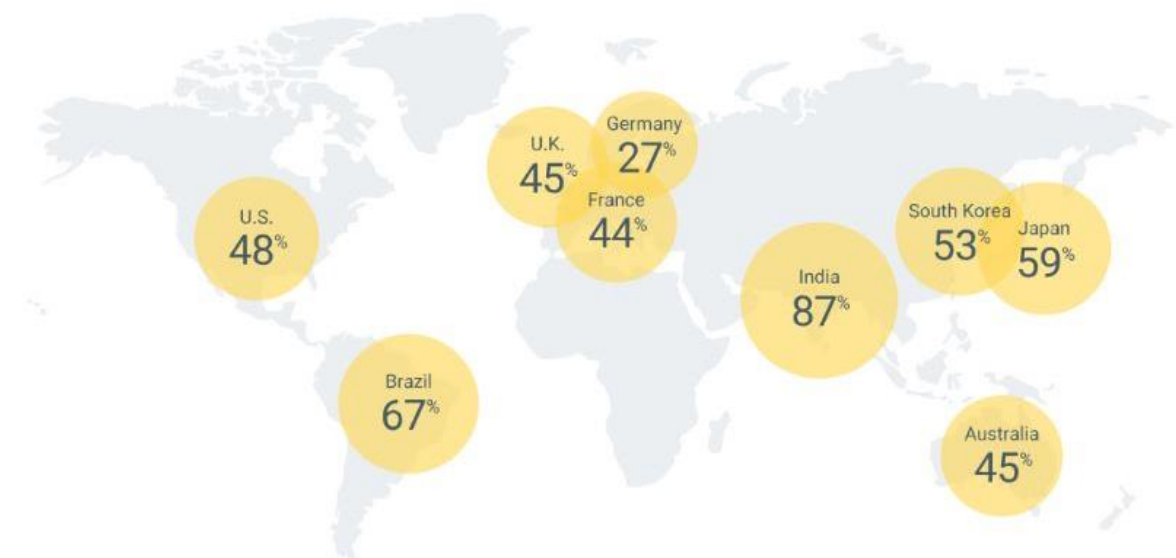 Germany
27%
U.K.
45%
France
44%
U.S.
48%
South Korea
53%
Japan
59%
India
87%
Brazil
67%
Australia
45%